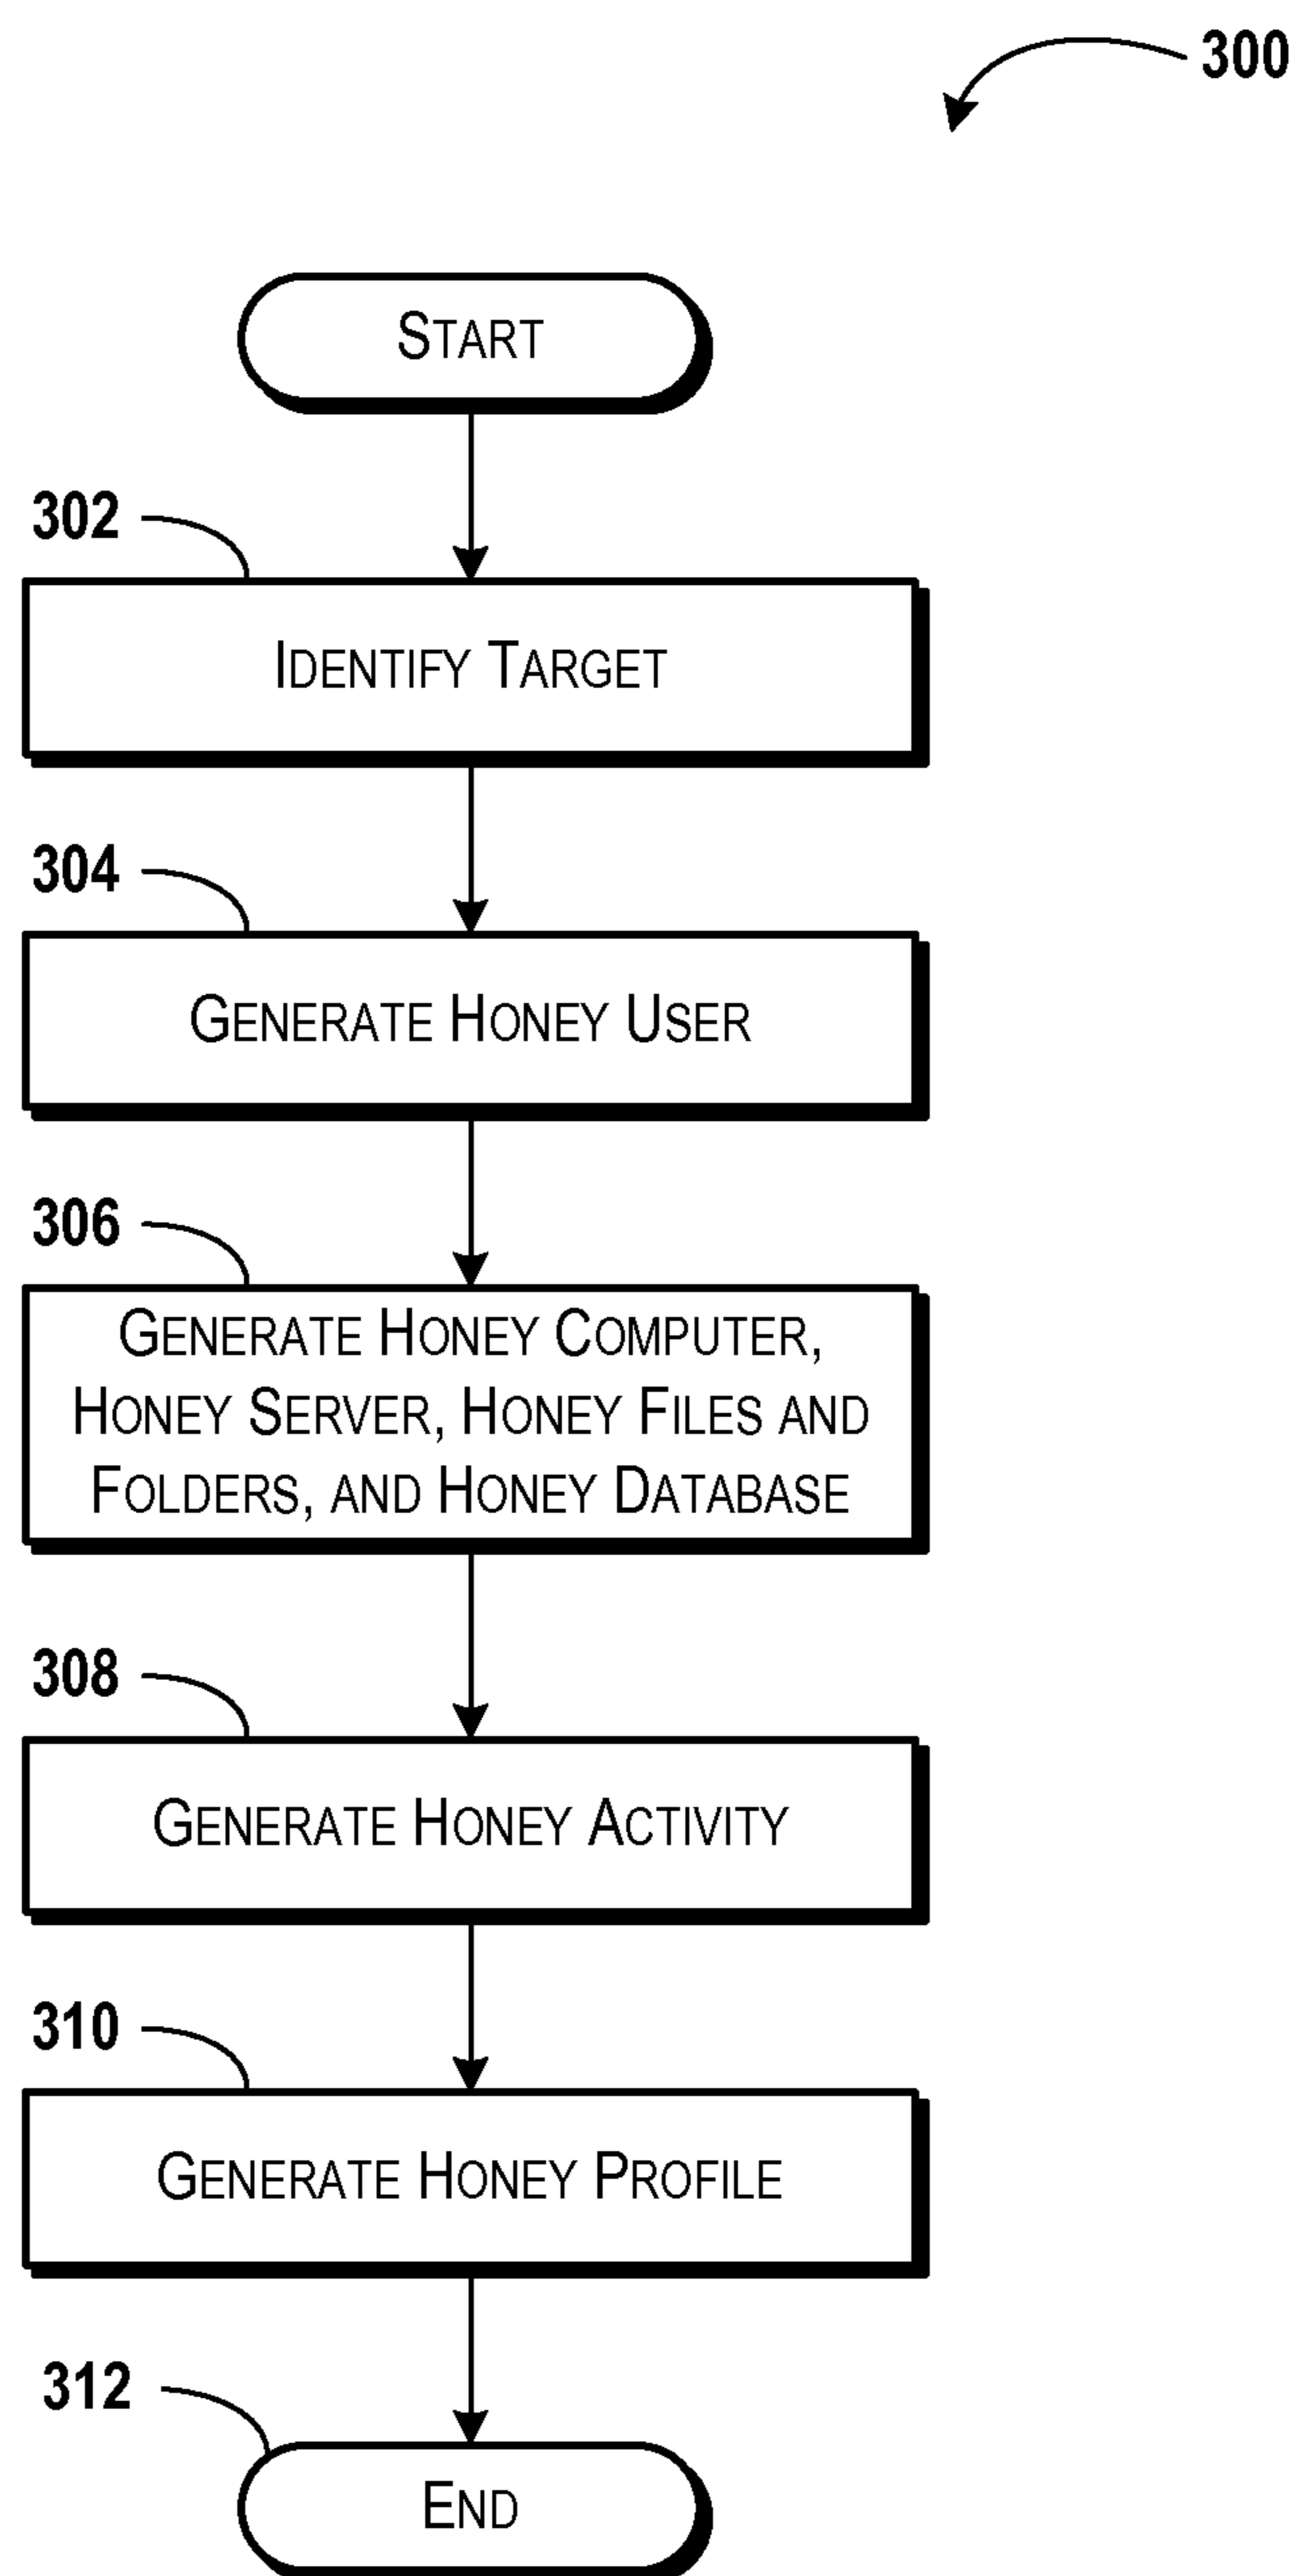 300
START
302
IDENTIFY TARGET
304
GENERATE HONEY USER
306
GENERATE HONEY COMPUTER,
HONEY SERVER, HONEY FILES AND
FOLDERS, AND HONEY DATABASE
308
GENERATE HONEY ACTIVITY
310
GENERATE HONEY PROFILE
312
END